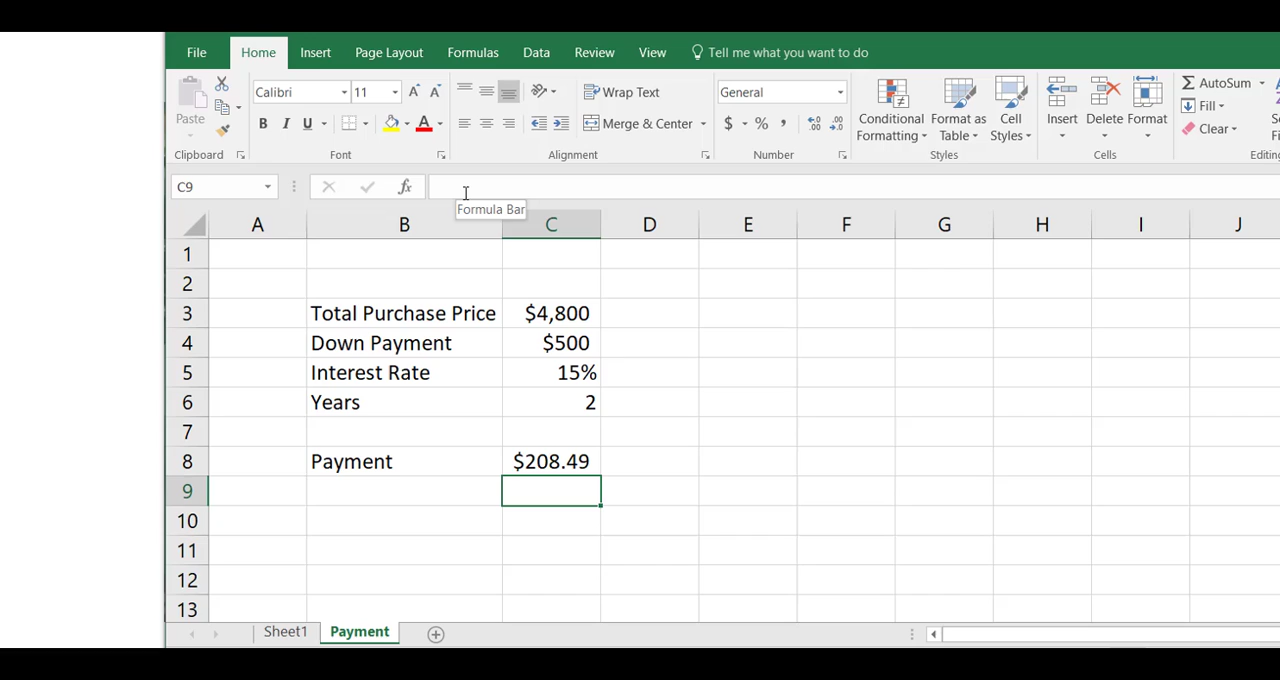 File Home Insert Page Layout Formulas Data Review View Tell me what you want to do
Calibri 11 Wrap Text General AutoSum
Paste Conditional Format as Cell Insert Delete Format Fill
B I U A Merge & Center $ % , Formatting Table Styles Clear
Clipboard Font Alignment Number Styles Cells Editing
C9 fx
Formula Bar
A B C D E F G H I J
1
2
3 Total Purchase Price $4,800
4 Down Payment $500
5 Interest Rate 15%
6 Years 2
7
8 Payment $208.49
9
10
11
12
13
Sheet1 Payment